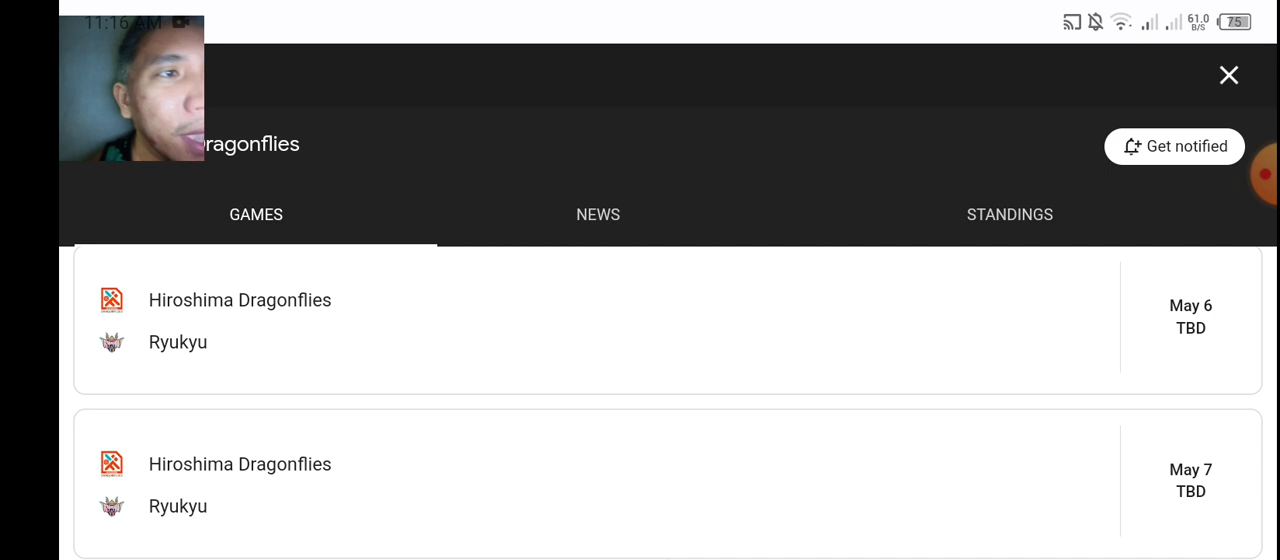 11:16 AM
61.0
B/S
75
ragonflies
Get notified
GAMES
NEWS
STANDINGS
Hiroshima Dragonflies
Ryukyu
May 6
TBD
Hiroshima Dragonflies
Ryukyu
May 7
TBD